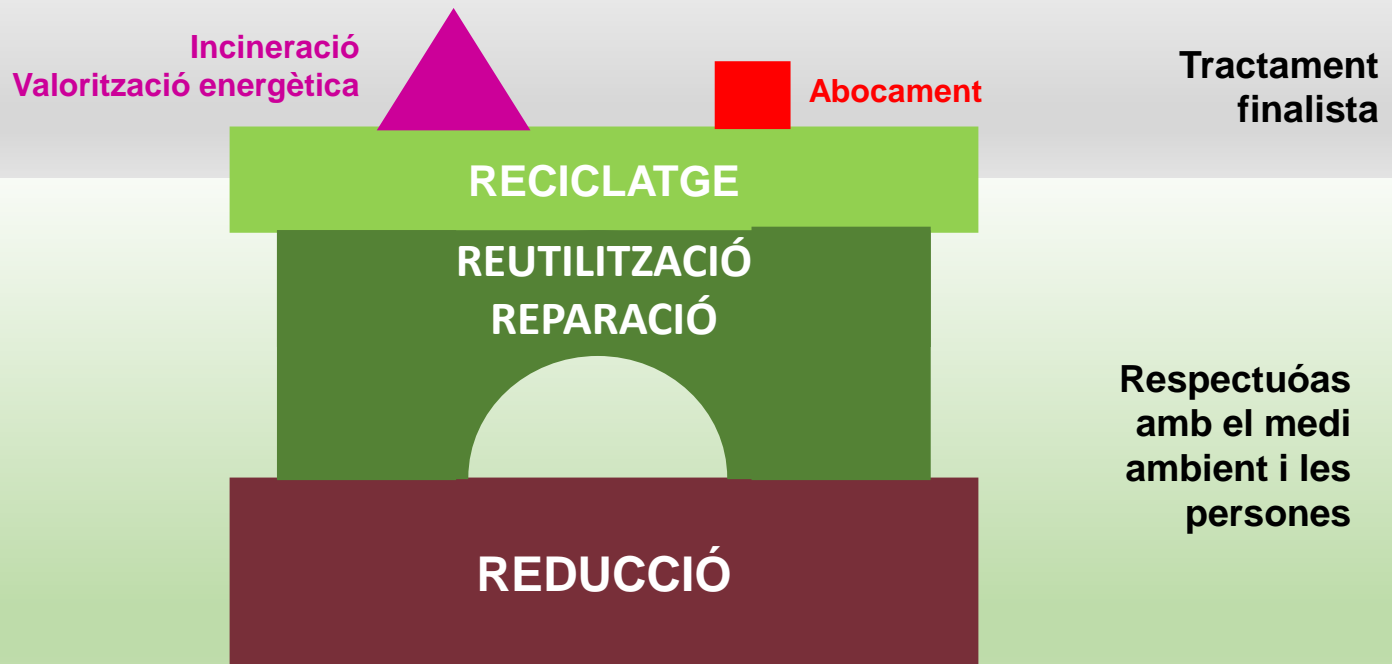 Incineració
Valorització energètica
Abocament
Tractament
finalista
RECICLATGE
REUTILITZACIÓ
REPARACIÓ
Respectuóas
amb el medi
ambient i les
persones
REDUCCIÓ